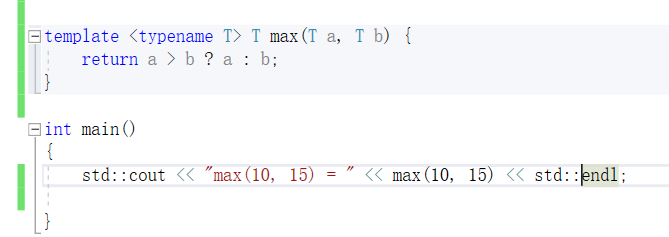 template <typename T> T max(T a, T b) {
return a > b ? a : b;
}
int main()
{
std::cout << "max(10, 15) = " << max(10, 15) << std::endl;
}